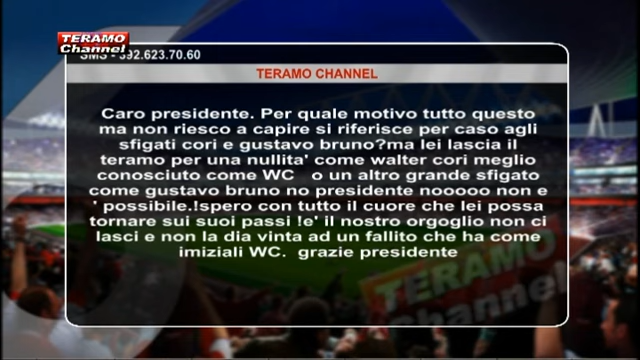 TERAMO
Channel
SMS - 392.623.70.60
TERAMO CHANNEL
Caro presidente. Per quale motivo tutto questo
ma non riesco a capire si riferisce per caso agli
sfigati cori e gustavo bruno?ma lei lascia il
teramo per una nullita' come walter cori meglio
conosciuto come WC o un altro grande sfigato
come gustavo bruno no presidente nooooo non e
' possibile.!spero con tutto il cuore che lei possa
tornare sui suoi passi !e' il nostro orgoglio non ci
lasci e non la dia vinta ad un fallito che ha come
imiziali WC. grazie presidente
TERAMO
Channel